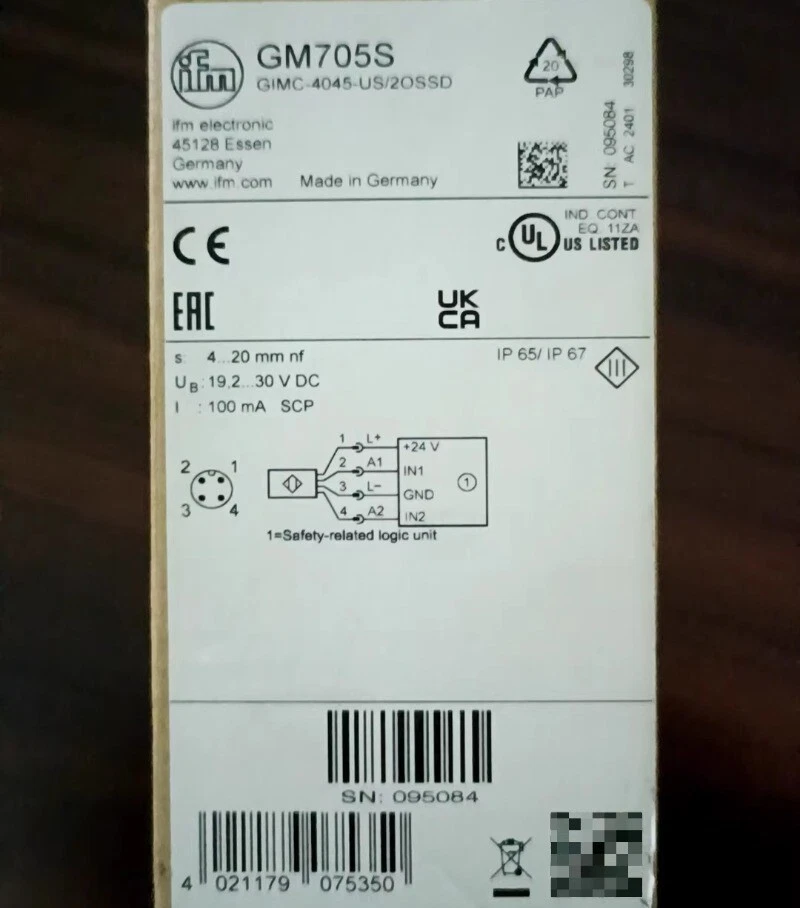 ifm
GM705S
GIMC-4045-US/2OSSD
20
PAP
ifm electronic
45128 Essen
Germany
www.ifm.com Made in Germany
SN: 095084
T AC 2401 30298
CE
C UL US LISTED
IND. CONT.
EQ. 11ZA
EAC
UK
CA
s: 4...20 mm nf
IP 65/ IP 67
III
UB: 19,2...30 V DC
I : 100 mA SCP
2 1
3 4
1 L+ +24 V
2 A1 IN1
3 L− GND
4 A2 IN2
1
1=Safety-related logic unit
SN: 095084
4 021179 075350